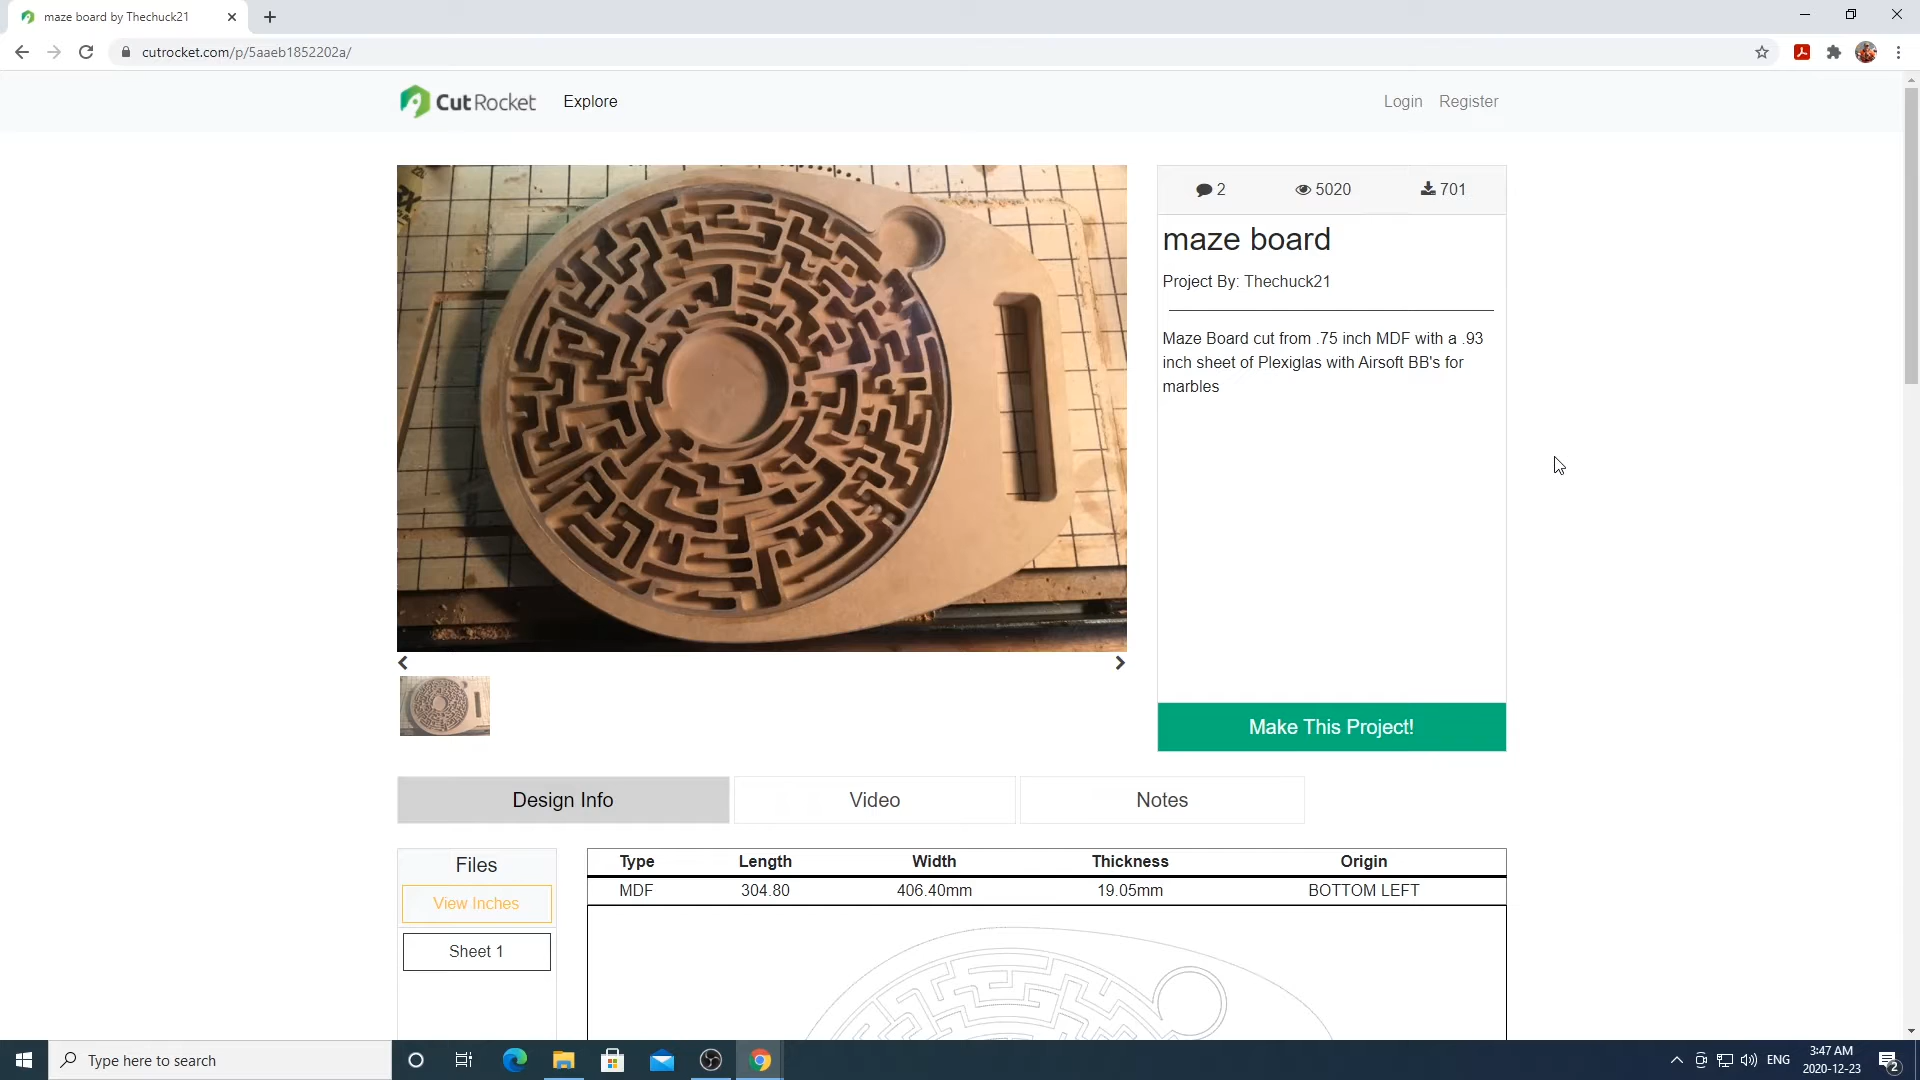 maze board by Thechuck21
cutrocket.com/p/5aaeb1852202a/
CutRocket
Explore
Login
Register
2
5020
701
maze board
Project By: Thechuck21
Maze Board cut from .75 inch MDF with a .93
inch sheet of Plexiglas with Airsoft BB's for
marbles
Make This Project!
Design Info
Video
Notes
Files
View Inches
Sheet 1
Type Length Width Thickness Origin
MDF 304.80 406.40mm 19.05mm BOTTOM LEFT
Type here to search
ENG
3:47 AM
2020-12-23
2